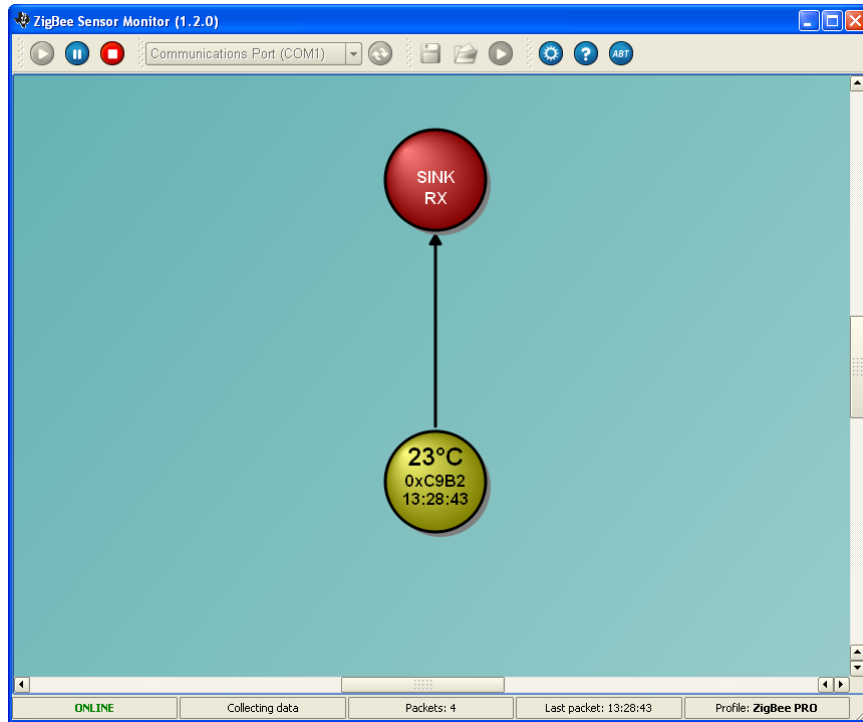 ZigBee Sensor Monitor (1.2.0)
Communications Port (COM1)
?
ABT
SINK
RX
23°C
0xC9B2
13:28:43
ONLINE
Collecting data
Packets: 4
Last packet: 13:28:43
Profile: ZigBee PRO